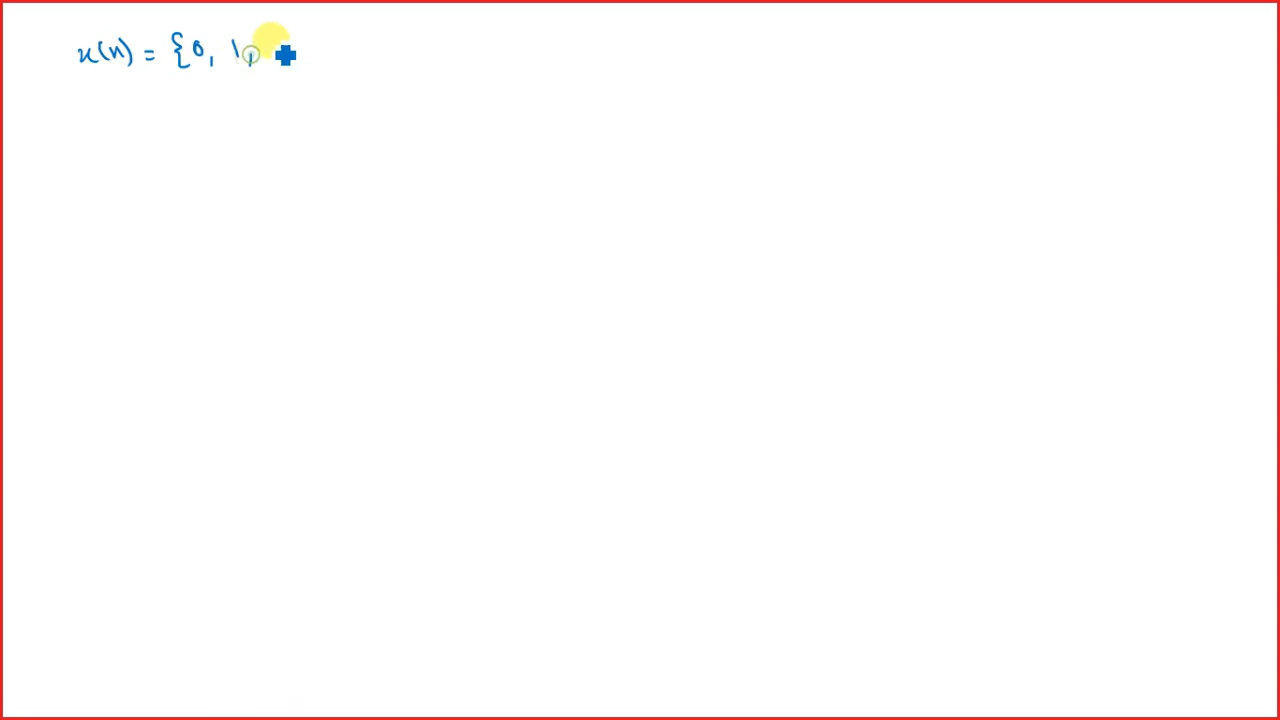 x(n) = {0, 1,